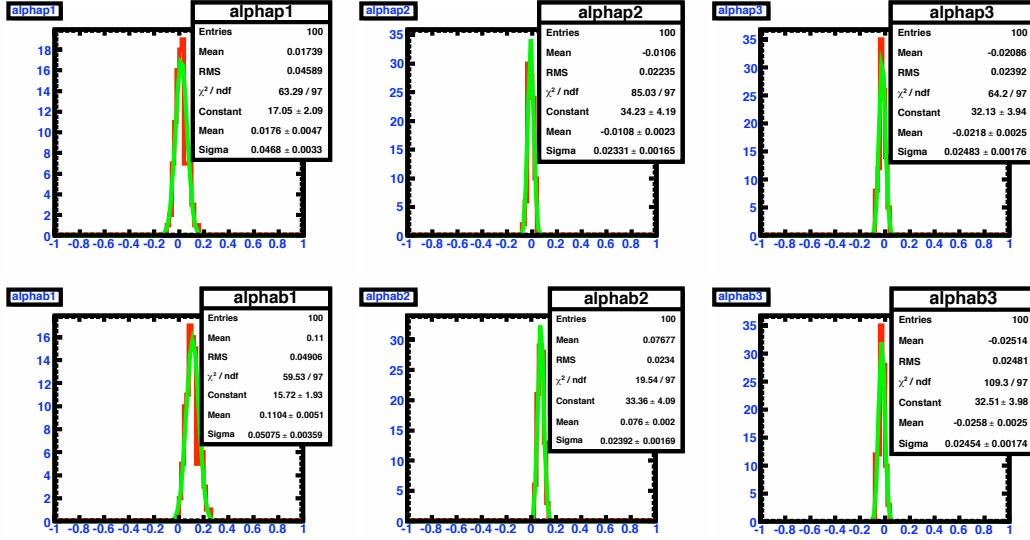 alphap1
alphap1
Entries 100
Mean 0.01739
RMS 0.04589
χ² / ndf 63.29 / 97
Constant 17.05 ± 2.09
Mean 0.0176 ± 0.0047
Sigma 0.0468 ± 0.0033
18
16
14
12
10
8
6
4
2
0
-1 -0.8 -0.6 -0.4 -0.2 0 0.2 0.4 0.6 0.8 1
alphap2
alphap2
Entries 100
Mean -0.0106
RMS 0.02235
χ² / ndf 85.03 / 97
Constant 34.23 ± 4.19
Mean -0.0108 ± 0.0023
Sigma 0.02331 ± 0.00165
35
30
25
20
15
10
5
0
-1 -0.8 -0.6 -0.4 -0.2 0 0.2 0.4 0.6 0.8 1
alphap3
alphap3
Entries 100
Mean -0.02086
RMS 0.02392
χ² / ndf 64.2 / 97
Constant 32.13 ± 3.94
Mean -0.0218 ± 0.0025
Sigma 0.02483 ± 0.00176
35
30
25
20
15
10
5
0
-1 -0.8 -0.6 -0.4 -0.2 0 0.2 0.4 0.6 0.8 1
alphab1
alphab1
Entries 100
Mean 0.11
RMS 0.04906
χ² / ndf 59.53 / 97
Constant 15.72 ± 1.93
Mean 0.1104 ± 0.0051
Sigma 0.05075 ± 0.00359
16
14
12
10
8
6
4
2
0
-1 -0.8 -0.6 -0.4 -0.2 0 0.2 0.4 0.6 0.8 1
alphab2
alphab2
Entries 100
Mean 0.07677
RMS 0.0234
χ² / ndf 19.54 / 97
Constant 33.36 ± 4.09
Mean 0.076 ± 0.002
Sigma 0.02392 ± 0.00169
30
25
20
15
10
5
0
-1 -0.8 -0.6 -0.4 -0.2 0 0.2 0.4 0.6 0.8 1
alphab3
alphab3
Entries 100
Mean -0.02514
RMS 0.02481
χ² / ndf 109.3 / 97
Constant 32.51 ± 3.98
Mean -0.0258 ± 0.0025
Sigma 0.02454 ± 0.00174
35
30
25
20
15
10
5
0
-1 -0.8 -0.6 -0.4 -0.2 0 0.2 0.4 0.6 0.8 1